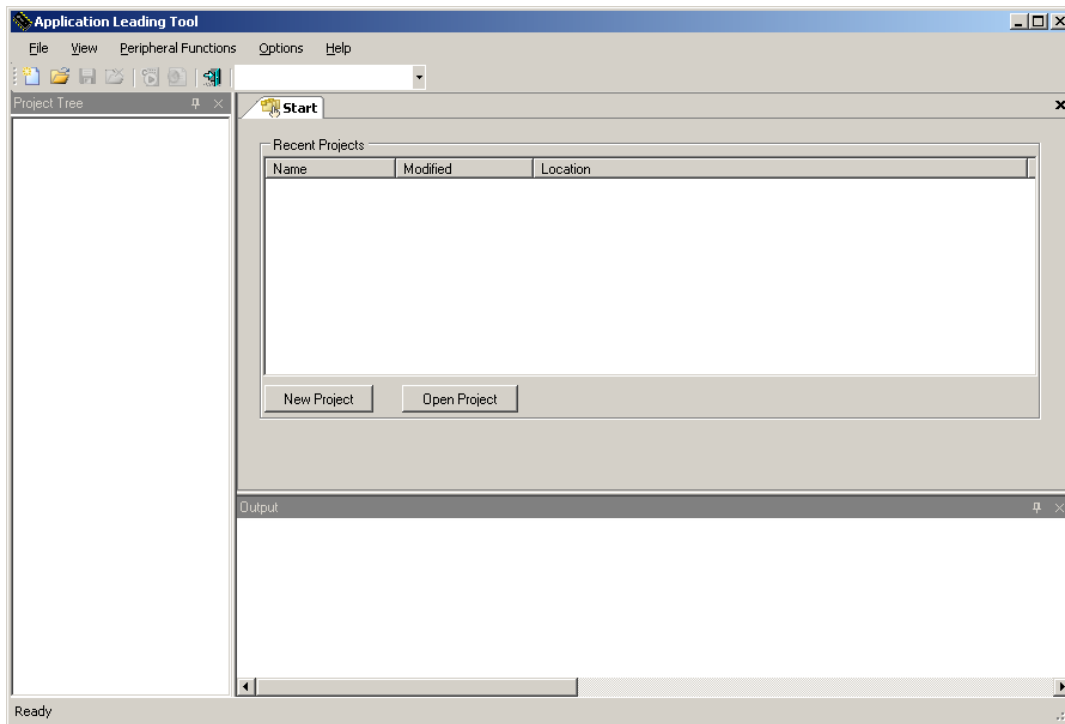 Application Leading Tool
File View Peripheral Functions Options Help
Project Tree
Start
Recent Projects
Name Modified Location
New Project Open Project
Output
Ready